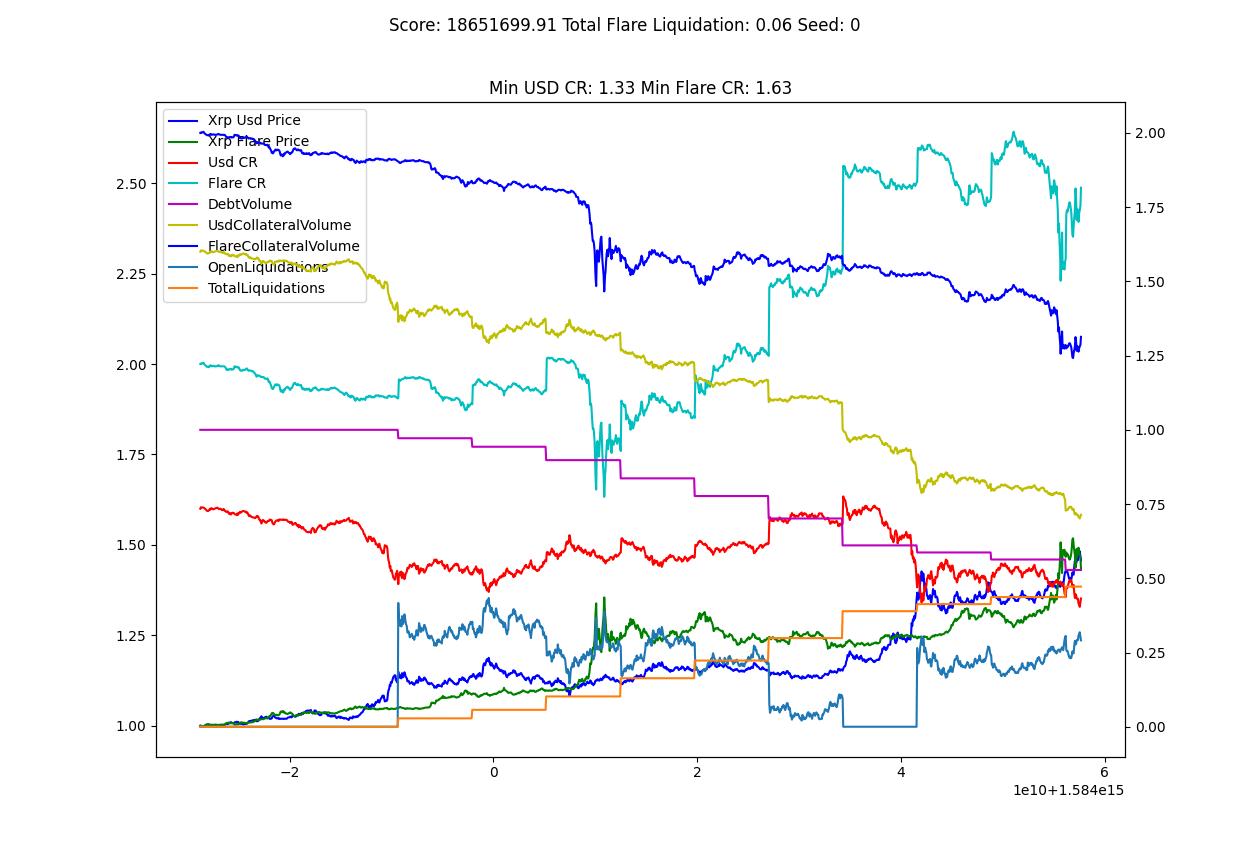 Score: 18651699.91 Total Flare Liquidation: 0.06 Seed: 0
Min USD CR: 1.33 Min Flare CR: 1.63
Xrp Usd Price
Xrp Flare Price
Usd CR
Flare CR
DebtVolume
UsdCollateralVolume
FlareCollateralVolume
OpenLiquidations
TotalLiquidations
2.50
2.25
2.00
1.75
1.50
1.25
1.00
2.00
1.75
1.50
1.25
1.00
0.75
0.50
0.25
0.00
−2 0 2 4 6
1e10+1.584e15